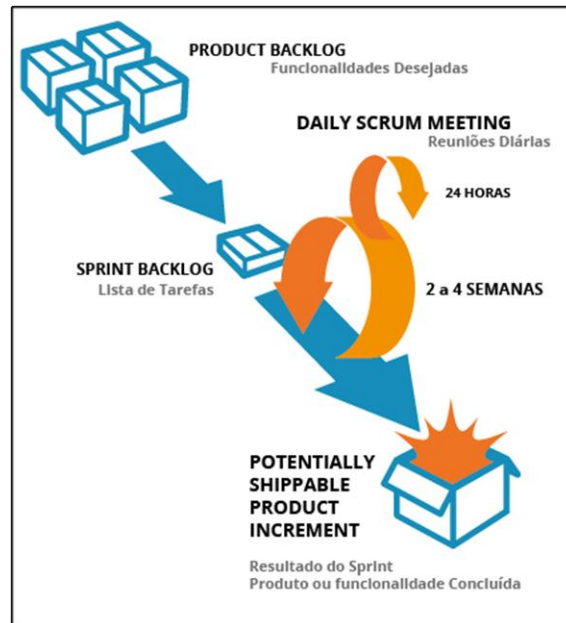 PRODUCT BACKLOG
Funcionalidades Desejadas
DAILY SCRUM MEETING
Reuniões Diárias
24 HORAS
SPRINT BACKLOG
Lista de Tarefas
2 a 4 SEMANAS
POTENTIALLY
SHIPPABLE
PRODUCT
INCREMENT
Resultado do Sprint
Produto ou funcionalidade Concluída